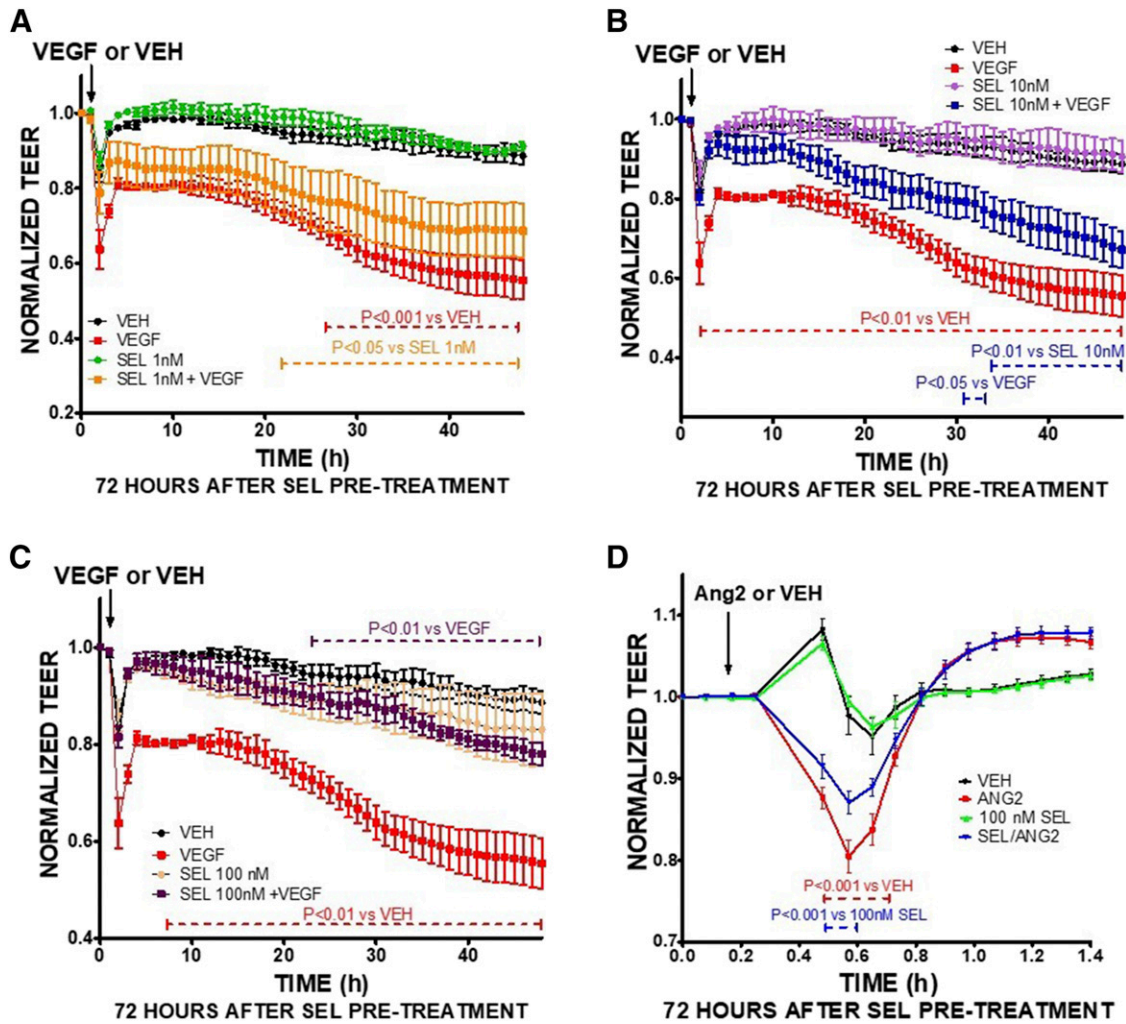 A
VEGF or VEH
NORMALIZED TEER
1.0
0.8
0.6
0.4
0.2
VEH
VEGF
SEL 1nM
SEL 1nM + VEGF
P<0.001 vs VEH
P<0.05 vs SEL 1nM
0 10 20 30 40
TIME (h)
72 HOURS AFTER SEL PRE-TREATMENT
B
VEGF or VEH
VEH
VEGF
SEL 10nM
SEL 10nM + VEGF
NORMALIZED TEER
1.0
0.8
0.6
0.4
P<0.01 vs VEH
P<0.01 vs SEL 10nM
P<0.05 vs VEGF
0 10 20 30 40
TIME (h)
72 HOURS AFTER SEL PRE-TREATMENT
C
VEGF or VEH
P<0.01 vs VEGF
NORMALIZED TEER
1.0
0.8
0.6
0.4
VEH
VEGF
SEL 100 nM
SEL 100nM +VEGF
P<0.01 vs VEH
0 10 20 30 40
TIME (h)
72 HOURS AFTER SEL PRE-TREATMENT
D
Ang2 or VEH
NORMALIZED TEER
1.1
1.0
0.9
0.8
0.7
VEH
ANG2
100 nM SEL
SEL/ANG2
P<0.001 vs VEH
P<0.001 vs 100nM SEL
0.0 0.2 0.4 0.6 0.8 1.0 1.2 1.4
TIME (h)
72 HOURS AFTER SEL PRE-TREATMENT